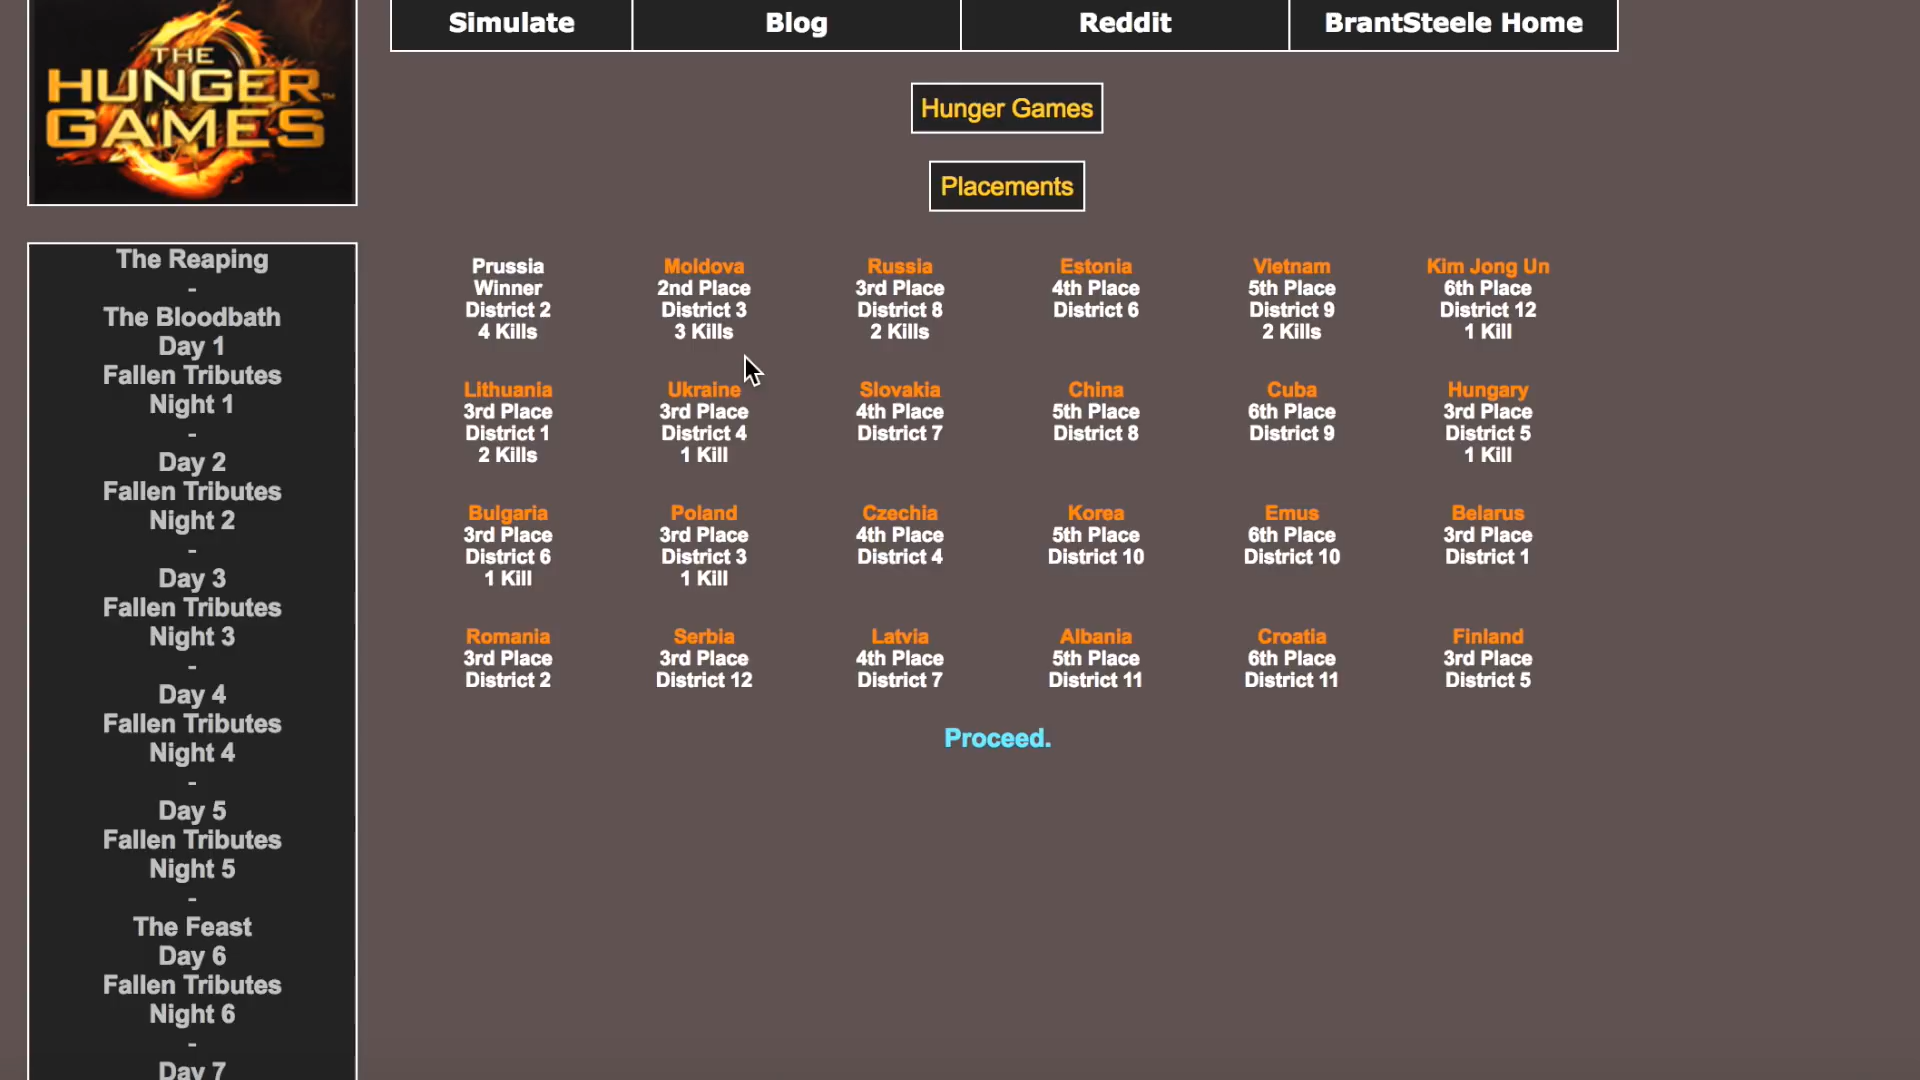 THE
HUNGER
GAMES
Simulate
Blog
Reddit
BrantSteele Home
Hunger Games
Placements
The Reaping
-
The Bloodbath
Day 1
Fallen Tributes
Night 1
-
Day 2
Fallen Tributes
Night 2
-
Day 3
Fallen Tributes
Night 3
-
Day 4
Fallen Tributes
Night 4
-
Day 5
Fallen Tributes
Night 5
-
The Feast
Day 6
Fallen Tributes
Night 6
-
Day 7
Prussia
Winner
District 2
4 Kills
Moldova
2nd Place
District 3
3 Kills
Russia
3rd Place
District 8
2 Kills
Estonia
4th Place
District 6
Vietnam
5th Place
District 9
2 Kills
Kim Jong Un
6th Place
District 12
1 Kill
Lithuania
3rd Place
District 1
2 Kills
Ukraine
3rd Place
District 4
1 Kill
Slovakia
4th Place
District 7
China
5th Place
District 8
Cuba
6th Place
District 9
Hungary
3rd Place
District 5
1 Kill
Bulgaria
3rd Place
District 6
1 Kill
Poland
3rd Place
District 3
1 Kill
Czechia
4th Place
District 4
Korea
5th Place
District 10
Emus
6th Place
District 10
Belarus
3rd Place
District 1
Romania
3rd Place
District 2
Serbia
3rd Place
District 12
Latvia
4th Place
District 7
Albania
5th Place
District 11
Croatia
6th Place
District 11
Finland
3rd Place
District 5
Proceed.